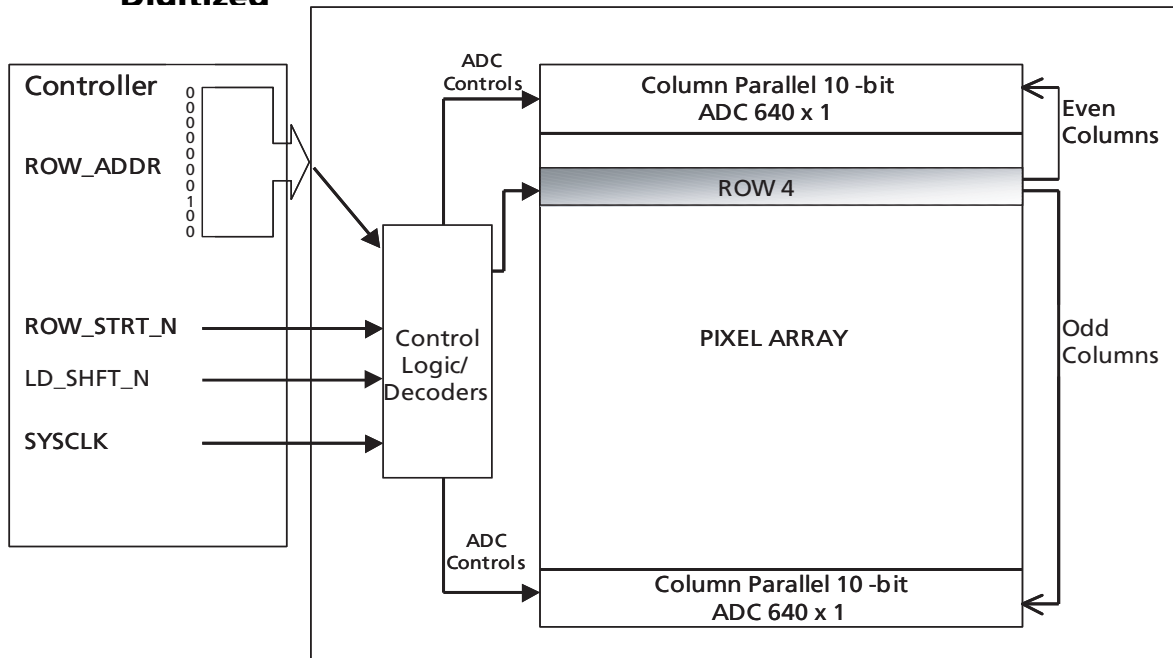 Digitized
Controller
ROW_ADDR
0
0
0
0
0
0
0
1
0
0
ROW_STRT_N
LD_SHFT_N
SYSCLK
Control
Logic/
Decoders
ADC
Controls
Column Parallel 10 -bit
ADC 640 x 1
Even
Columns
ROW 4
PIXEL ARRAY
Odd
Columns
ADC
Controls
Column Parallel 10 -bit
ADC 640 x 1